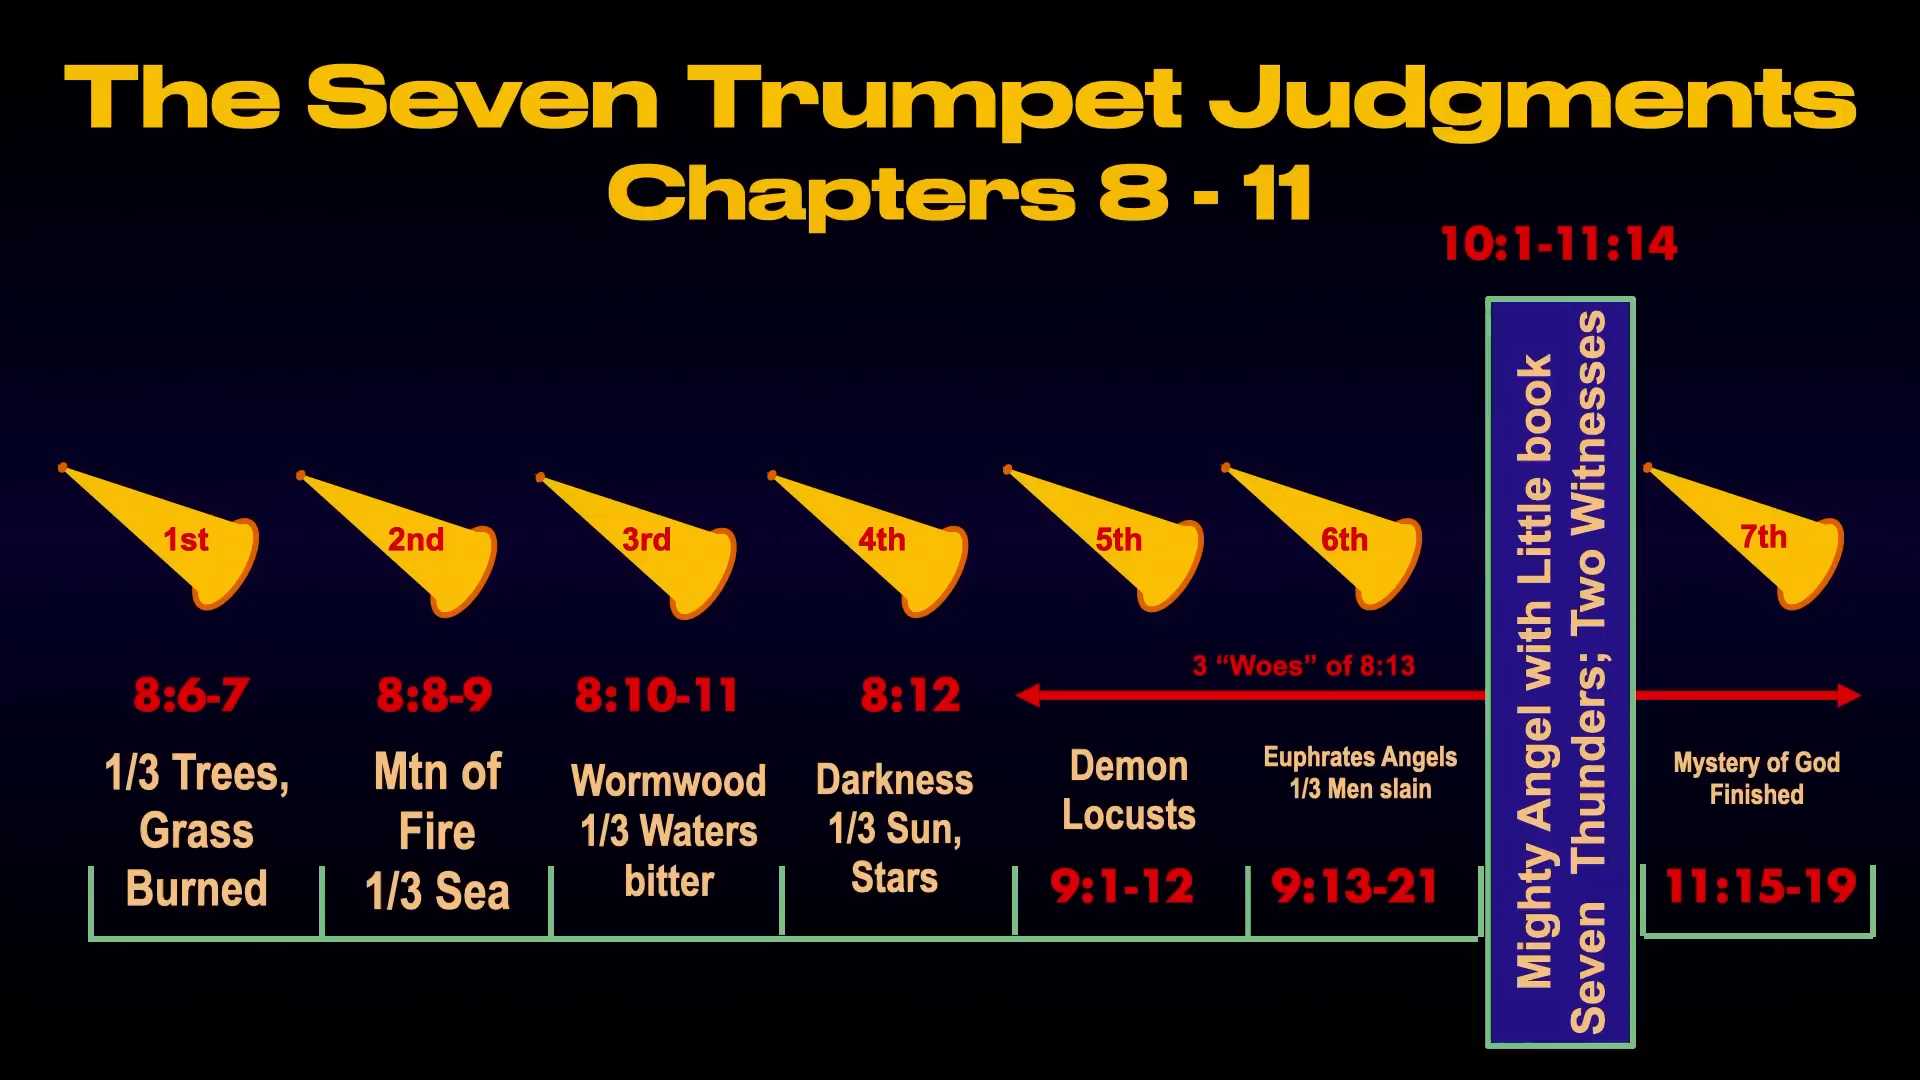 The Seven Trumpet Judgments
Chapters 8 - 11
10:1-11:14
1st
2nd
3rd
4th
5th
6th
7th
3 “Woes” of 8:13
8:6-7
1/3 Trees,
Grass
Burned
8:8-9
Mtn of
Fire
1/3 Sea
8:10-11
Wormwood
1/3 Waters
bitter
8:12
Darkness
1/3 Sun,
Stars
Demon
Locusts
9:1-12
Euphrates Angels
1/3 Men slain
9:13-21
Mighty Angel with Little book
Seven Thunders; Two Witnesses
Mystery of God
Finished
11:15-19